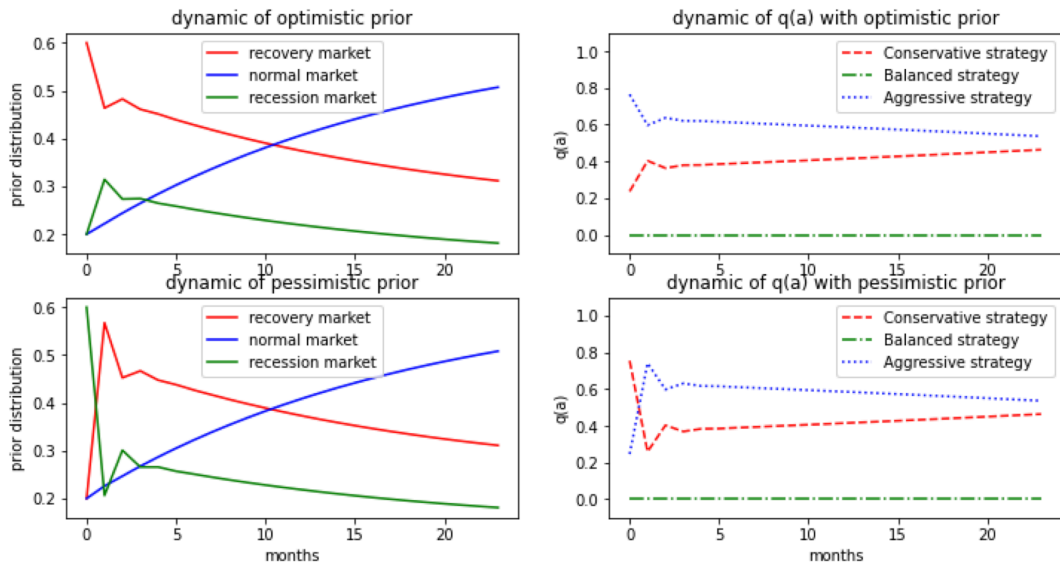 dynamic of optimistic prior
prior distribution
0.6
0.5
0.4
0.3
0.2
recovery market
normal market
recession market
0 5 10 15 20
dynamic of q(a) with optimistic prior
q(a)
1.0
0.8
0.6
0.4
0.2
0.0
Conservative strategy
Balanced strategy
Aggressive strategy
0 5 10 15 20
dynamic of pessimistic prior
prior distribution
0.6
0.5
0.4
0.3
0.2
recovery market
normal market
recession market
0 5 10 15 20
months
dynamic of q(a) with pessimistic prior
q(a)
1.0
0.8
0.6
0.4
0.2
0.0
Conservative strategy
Balanced strategy
Aggressive strategy
0 5 10 15 20
months